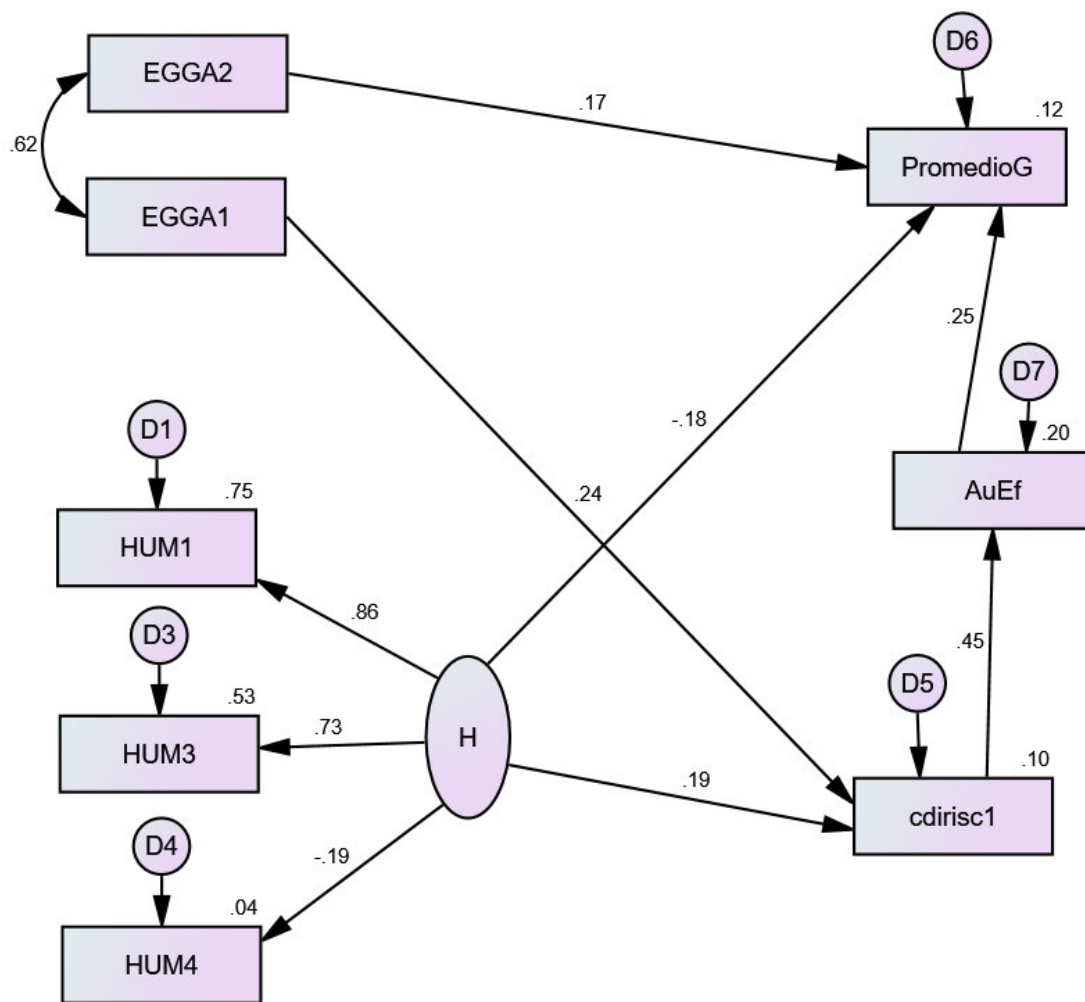 EGGA2
.62
EGGA1
.17
D6
.12
PromedioG
-.18
.24
.25
D7
.20
AuEf
.45
D1
.75
HUM1
.86
D3
.53
HUM3
.73
H
.19
D5
.10
cdirisc1
D4
-.19
.04
HUM4